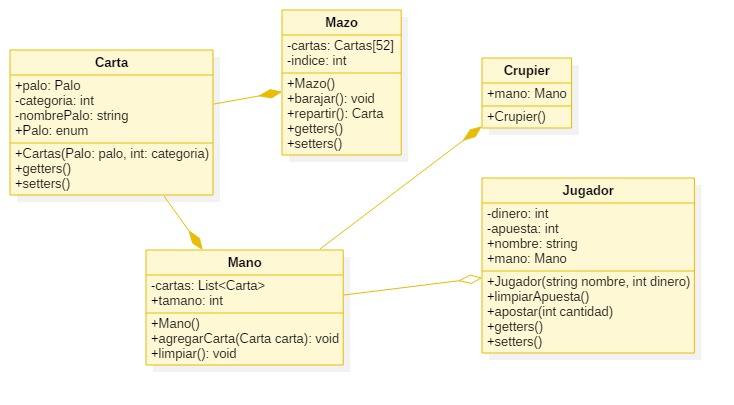 Mazo
-cartas: Cartas[52]
-indice: int
+Mazo()
+barajar(): void
+repartir(): Carta
+getters()
+setters()
Carta
+palo: Palo
-categoria: int
-nombrePalo: string
+Palo: enum
+Cartas(Palo: palo, int: categoria)
+getters()
+setters()
Crupier
+mano: Mano
+Crupier()
Jugador
-dinero: int
-apuesta: int
+nombre: string
+mano: Mano
+Jugador(string nombre, int dinero)
+limpiarApuesta()
+apostar(int cantidad)
+getters()
+setters()
Mano
-cartas: List<Carta>
+tamano: int
+Mano()
+agregarCarta(Carta carta): void
+limpiar(): void